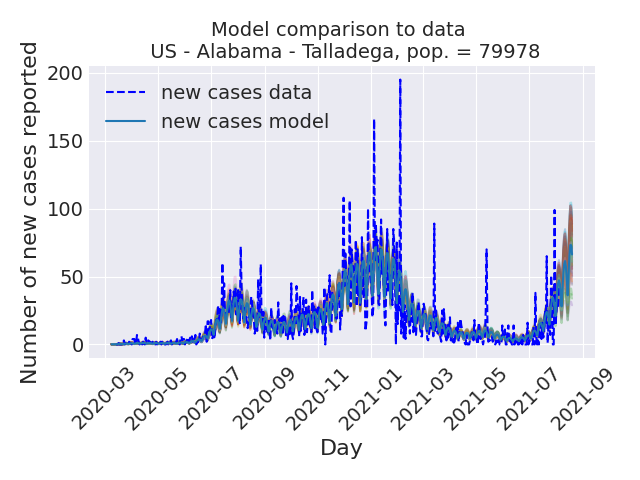 Model comparison to data
US - Alabama - Talladega, pop. = 79978
new cases data
new cases model
Number of new cases reported
200
150
100
50
0
2020-03
2020-05
2020-07
2020-09
2020-11
2021-01
2021-03
2021-05
2021-07
2021-09
Day